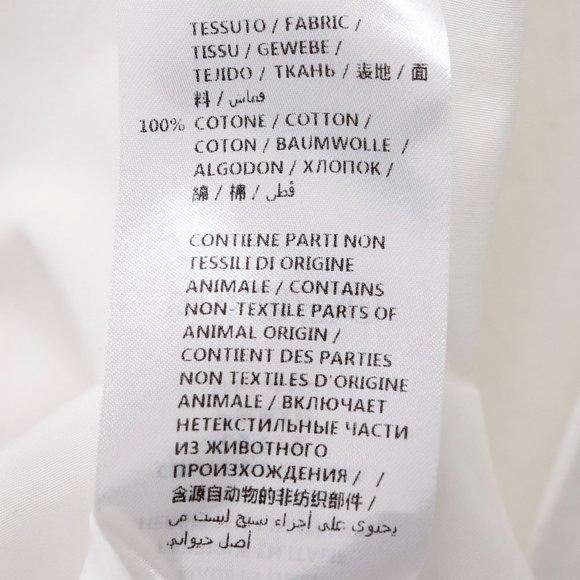 TESSUTO / FABRIC /
TISSU / GEWEBE /
TEJIDO / ТКАНЬ / 表地 / 面
料 / قماش
100% COTONE / COTTON /
COTON / BAUMWOLLE /
ALGODON / ХЛОПОК /
綿 / 棉 / قطن
CONTIENE PARTI NON
TESSILI DI ORIGINE
ANIMALE / CONTAINS
NON-TEXTILE PARTS OF
ANIMAL ORIGIN /
CONTIENT DES PARTIES
NON TEXTILES D'ORIGINE
ANIMALE / ВКЛЮЧАЕТ
НЕТЕКСТИЛЬНЫЕ ЧАСТИ
ИЗ ЖИВОТНОГО
ПРОИЗХОЖДЕНИЯ / /
含源自动物的非纺织部件 /
يحتوي على أجزاء نسيج ليست من
أصل حيواني.